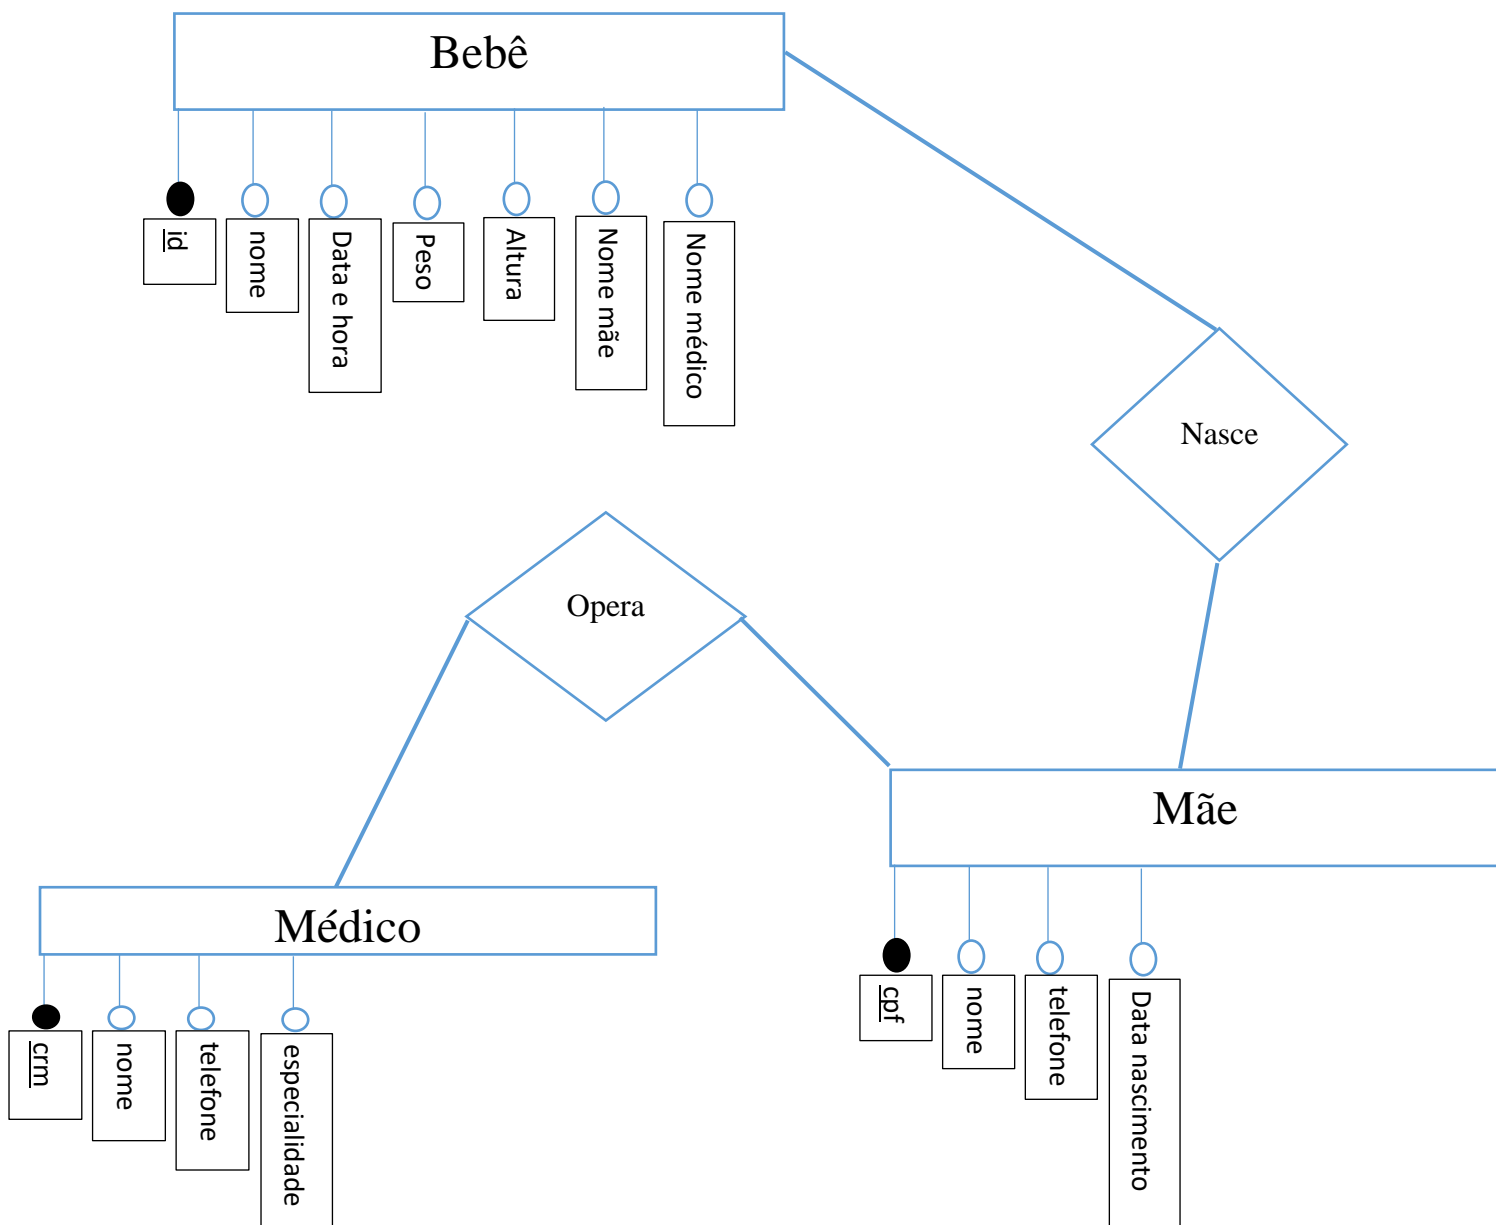 Bebê
id
nome
Data e hora
Peso
Altura
Nome mãe
Nome médico
Nasce
Opera
Mãe
cpf
nome
telefone
Data nascimento
Médico
crm
nome
telefone
especialidade